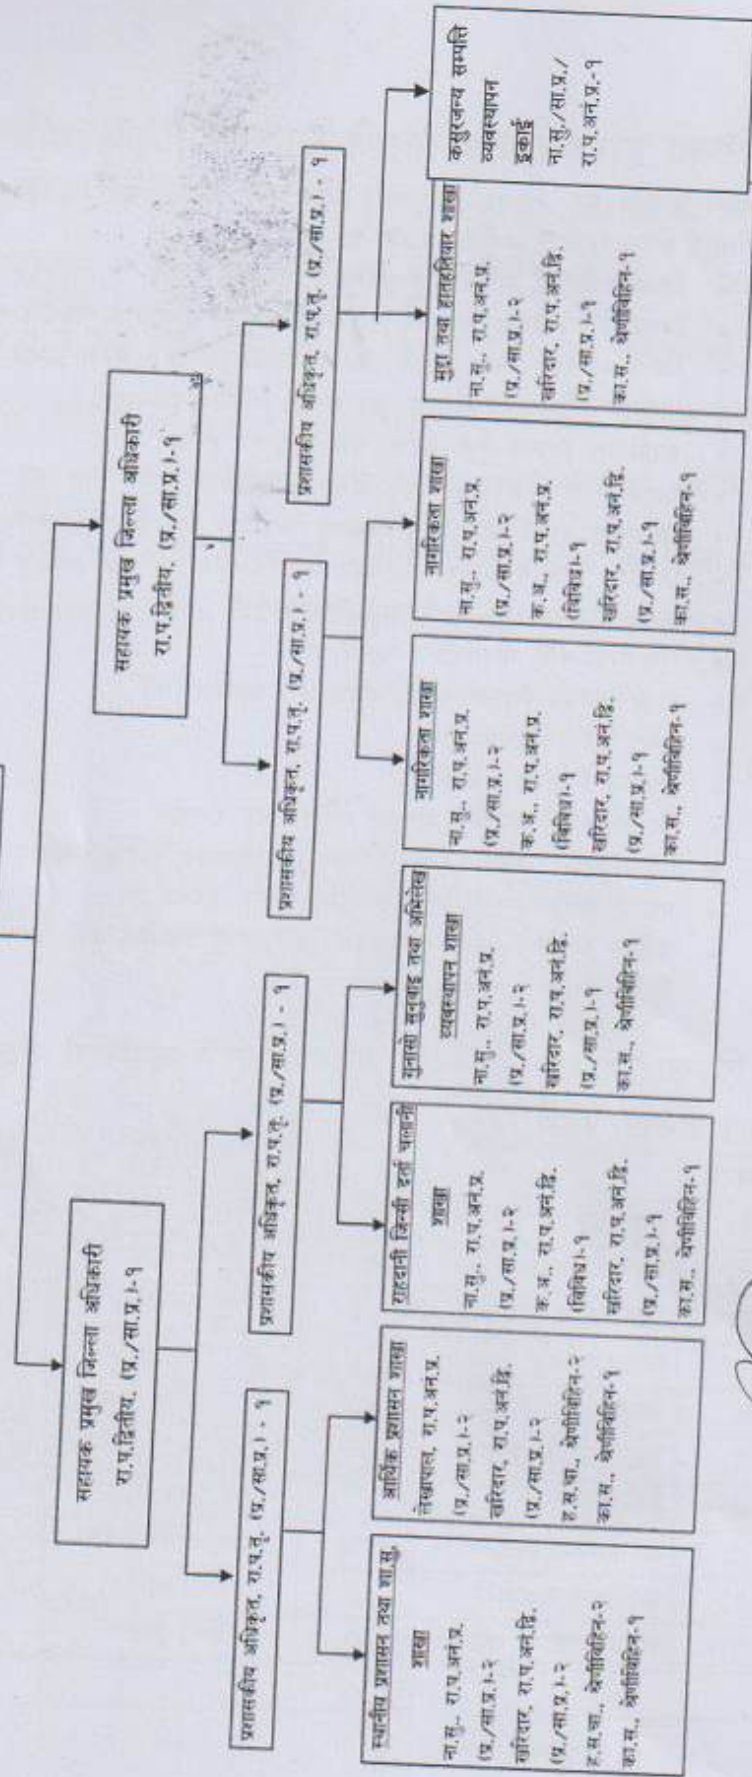 सहायक प्रमुख जिल्ला अधिकारी
रा.प.द्वितीय, (प्र./सा.प्र.)-१
सहायक प्रमुख जिल्ला अधिकारी
रा.प.द्वितीय, (प्र./सा.प्र.)-१
प्रशासकीय अधिकृत, रा.प.तृ. (प्र./सा.प्र.) - १
प्रशासकीय अधिकृत, रा.प.तृ. (प्र./सा.प्र.) - १
प्रशासकीय अधिकृत, रा.प.तृ. (प्र./सा.प्र.) - १
प्रशासकीय अधिकृत, रा.प.तृ. (प्र./सा.प्र.) - १
स्थानीय प्रशासन तथा शा.सु.
शाखा
ना.सु., रा.प.अनं.प्र.
(प्र./सा.प्र.)-२
खरिदार, रा.प.अनं.द्वि.
(प्र./सा.प्र.)-२
ह.स.चा., श्रेणीविहिन-२
का.स., श्रेणीविहिन-१
आर्थिक प्रशासन शाखा
लेखापाल, रा.प.अनं.प्र.
(प्र./सा.प्र.)-२
खरिदार, रा.प.अनं.द्वि.
(प्र./सा.प्र.)-२
ह.स.चा., श्रेणीविहिन-२
का.स., श्रेणीविहिन-१
राहदानी जिन्सी दर्ता चलानी
शाखा
ना.सु., रा.प.अनं.प्र.
(प्र./सा.प्र.)-२
क.अ., रा.प.अनं.द्वि.
(विविध)-१
खरिदार, रा.प.अनं.द्वि.
(प्र./सा.प्र.)-१
का.स., श्रेणीविहिन-१
गुनासो सुनुवाइ तथा अभिलेख
व्यवस्थापन शाखा
ना.सु., रा.प.अनं.प्र.
(प्र./सा.प्र.)-२
खरिदार, रा.प.अनं.द्वि.
(प्र./सा.प्र.)-१
का.स., श्रेणीविहिन-१
नागरिकता शाखा
ना.सु., रा.प.अनं.प्र.
(प्र./सा.प्र.)-२
क.अ., रा.प.अनं.प्र.
(विविध)-१
खरिदार, रा.प.अनं.द्वि.
(प्र./सा.प्र.)-१
का.स., श्रेणीविहिन-१
नागरिकता शाखा
ना.सु., रा.प.अनं.प्र.
(प्र./सा.प्र.)-२
क.अ., रा.प.अनं.प्र.
(विविध)-१
खरिदार, रा.प.अनं.द्वि.
(प्र./सा.प्र.)-१
का.स., श्रेणीविहिन-१
मुद्दा तथा हातहतियार शाखा
ना.सु., रा.प.अनं.प्र.
(प्र./सा.प्र.)-२
खरिदार, रा.प.अनं.द्वि.
(प्र./सा.प्र.)-१
का.स., श्रेणीविहिन-१
कसुरजन्य सम्पत्ति
व्यवस्थापन
इकाई
ना.सु./सा.प्र./
रा.प.अनं.प्र.-१